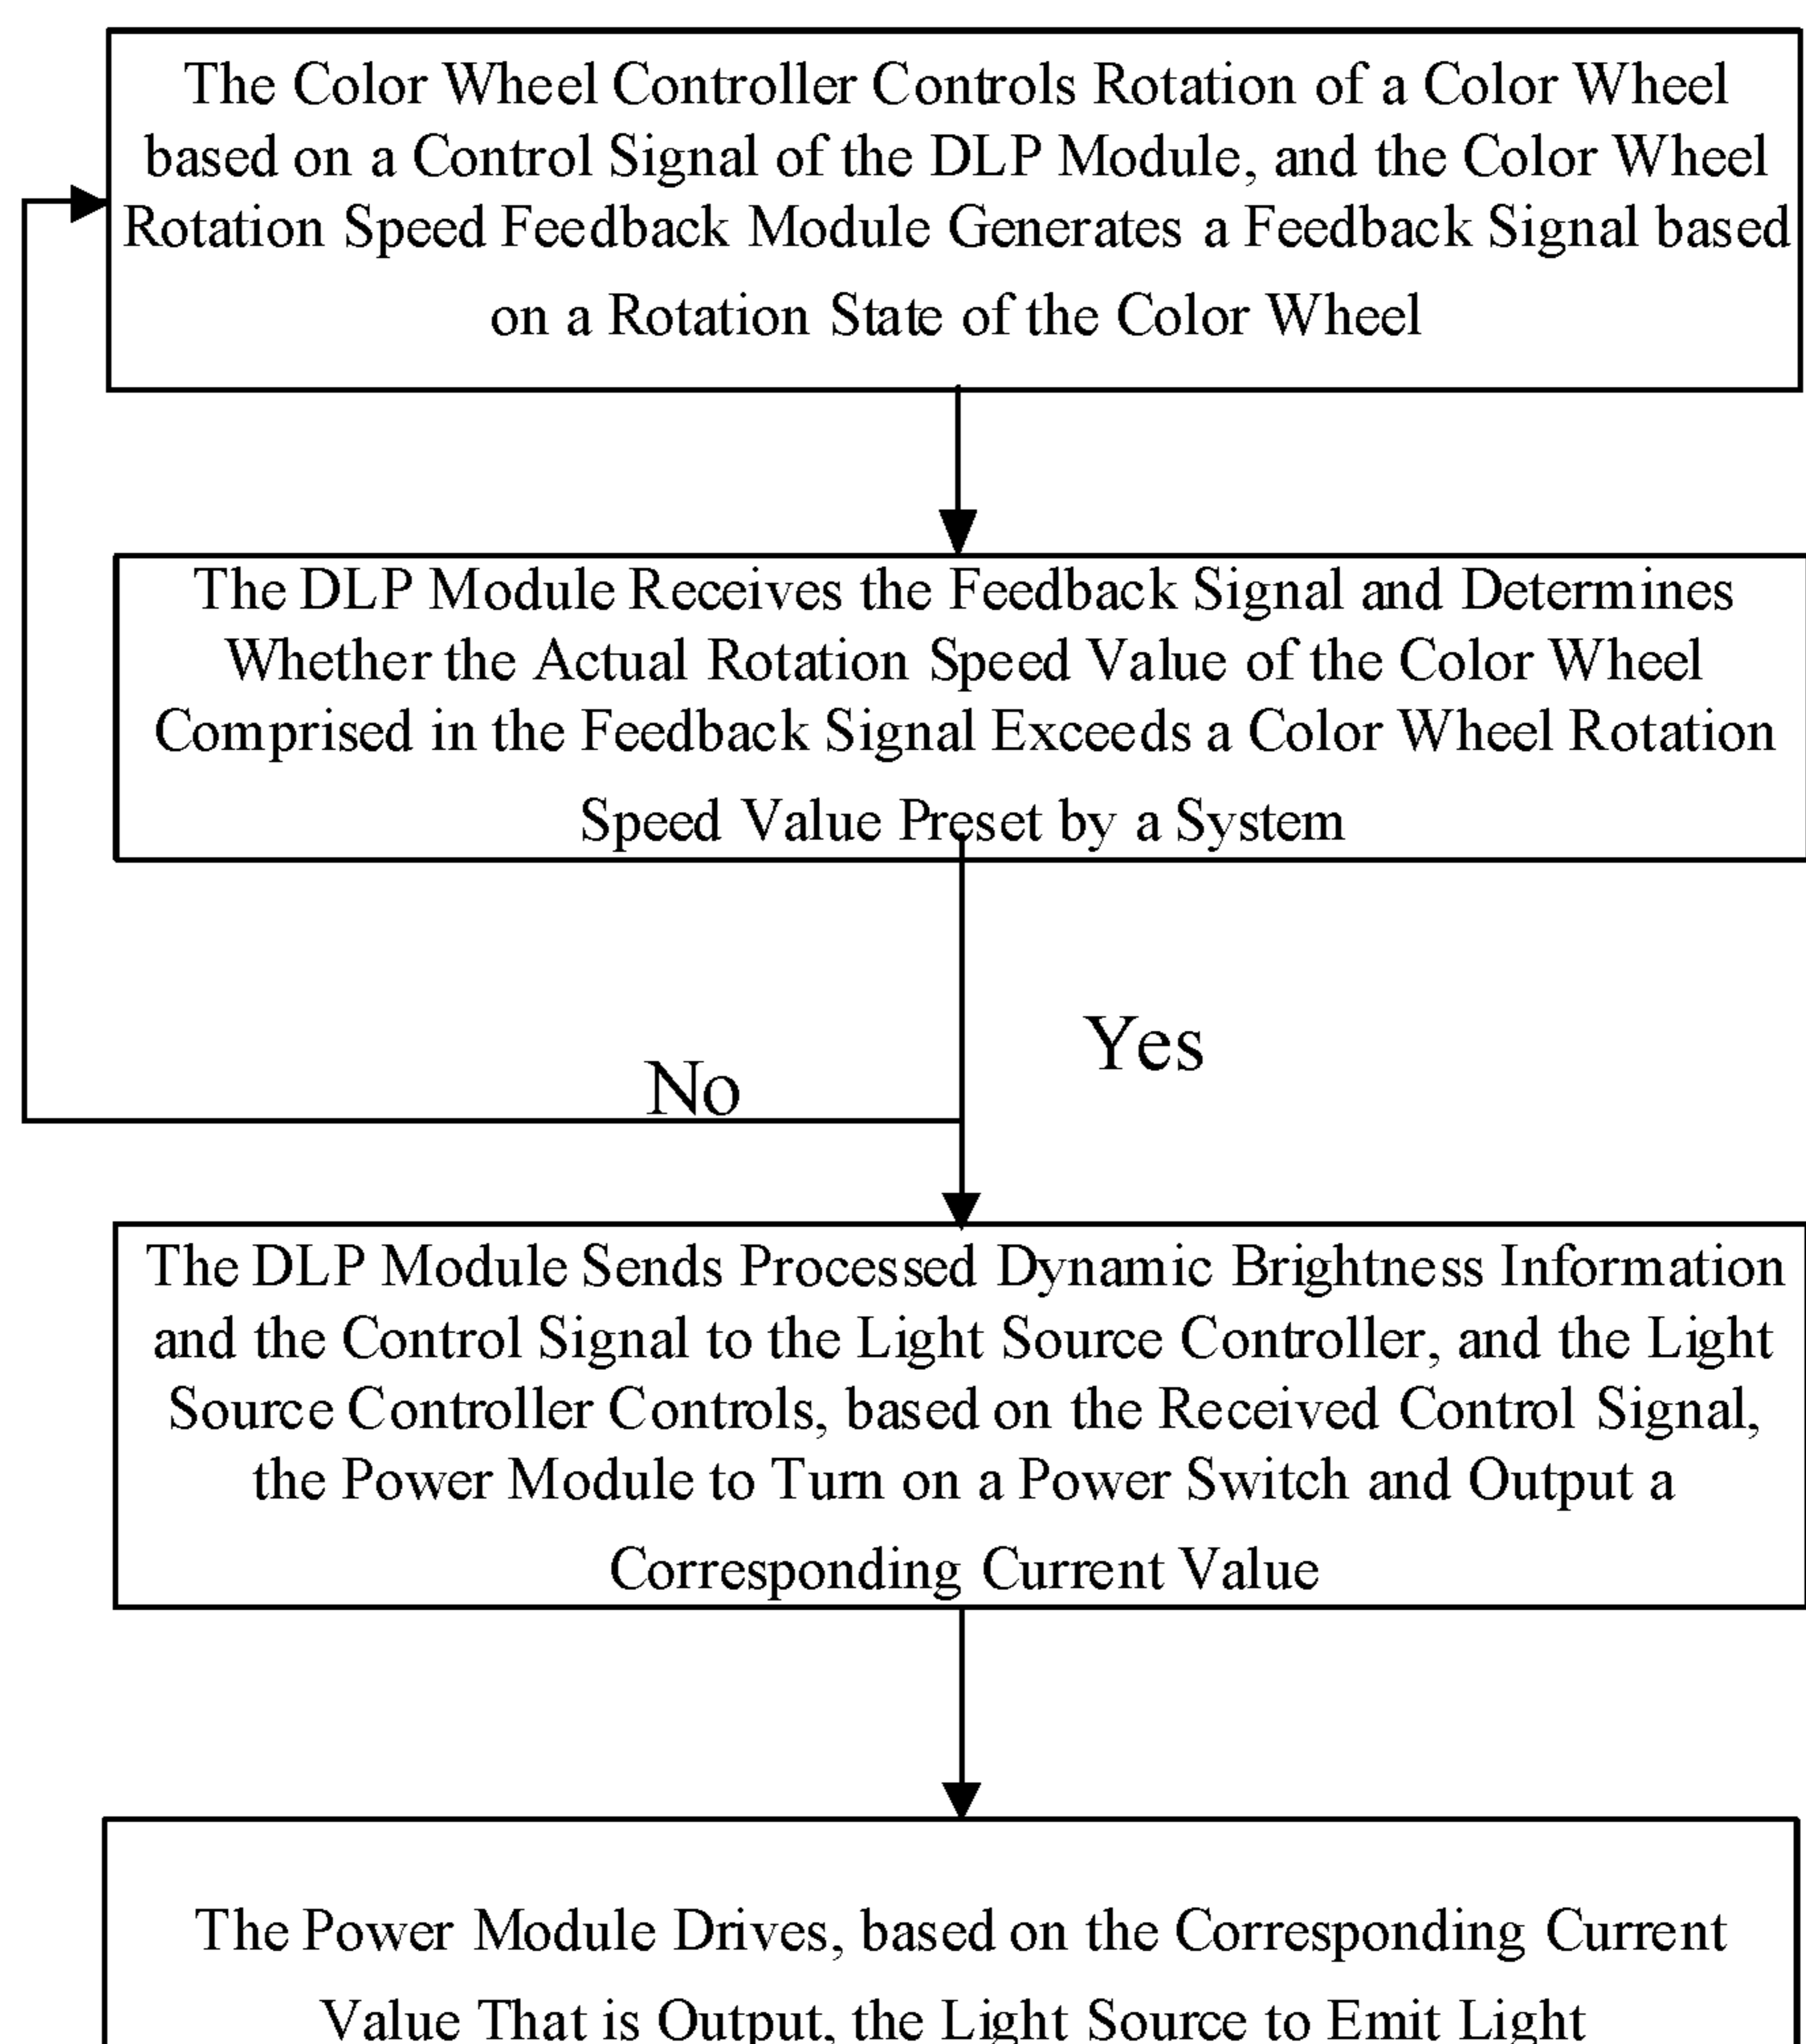 The Color Wheel Controller Controls Rotation of a Color Wheel
based on a Control Signal of the DLP Module, and the Color Wheel
Rotation Speed Feedback Module Generates a Feedback Signal based
on a Rotation State of the Color Wheel
The DLP Module Receives the Feedback Signal and Determines
Whether the Actual Rotation Speed Value of the Color Wheel
Comprised in the Feedback Signal Exceeds a Color Wheel Rotation
Speed Value Preset by a System
Yes
No
The DLP Module Sends Processed Dynamic Brightness Information
and the Control Signal to the Light Source Controller, and the Light
Source Controller Controls, based on the Received Control Signal,
the Power Module to Turn on a Power Switch and Output a
Corresponding Current Value
The Power Module Drives, based on the Corresponding Current
Value That is Output, the Light Source to Emit Light